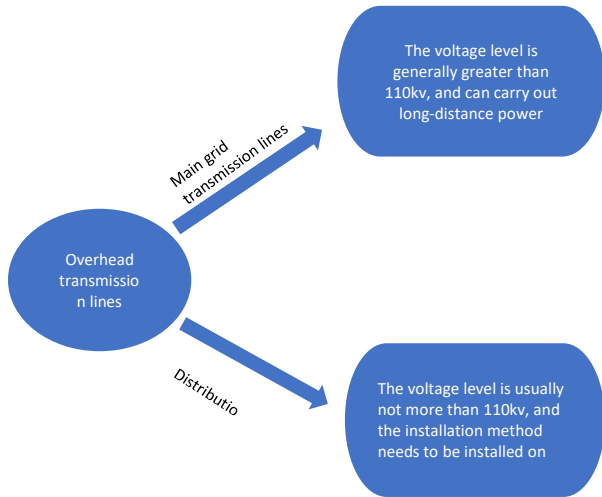 The voltage level is
generally greater than
110kv, and can carry out
long-distance power
Main grid
transmission lines
Overhead
transmissio
n lines
Distributio
The voltage level is usually
not more than 110kv, and
the installation method
needs to be installed on